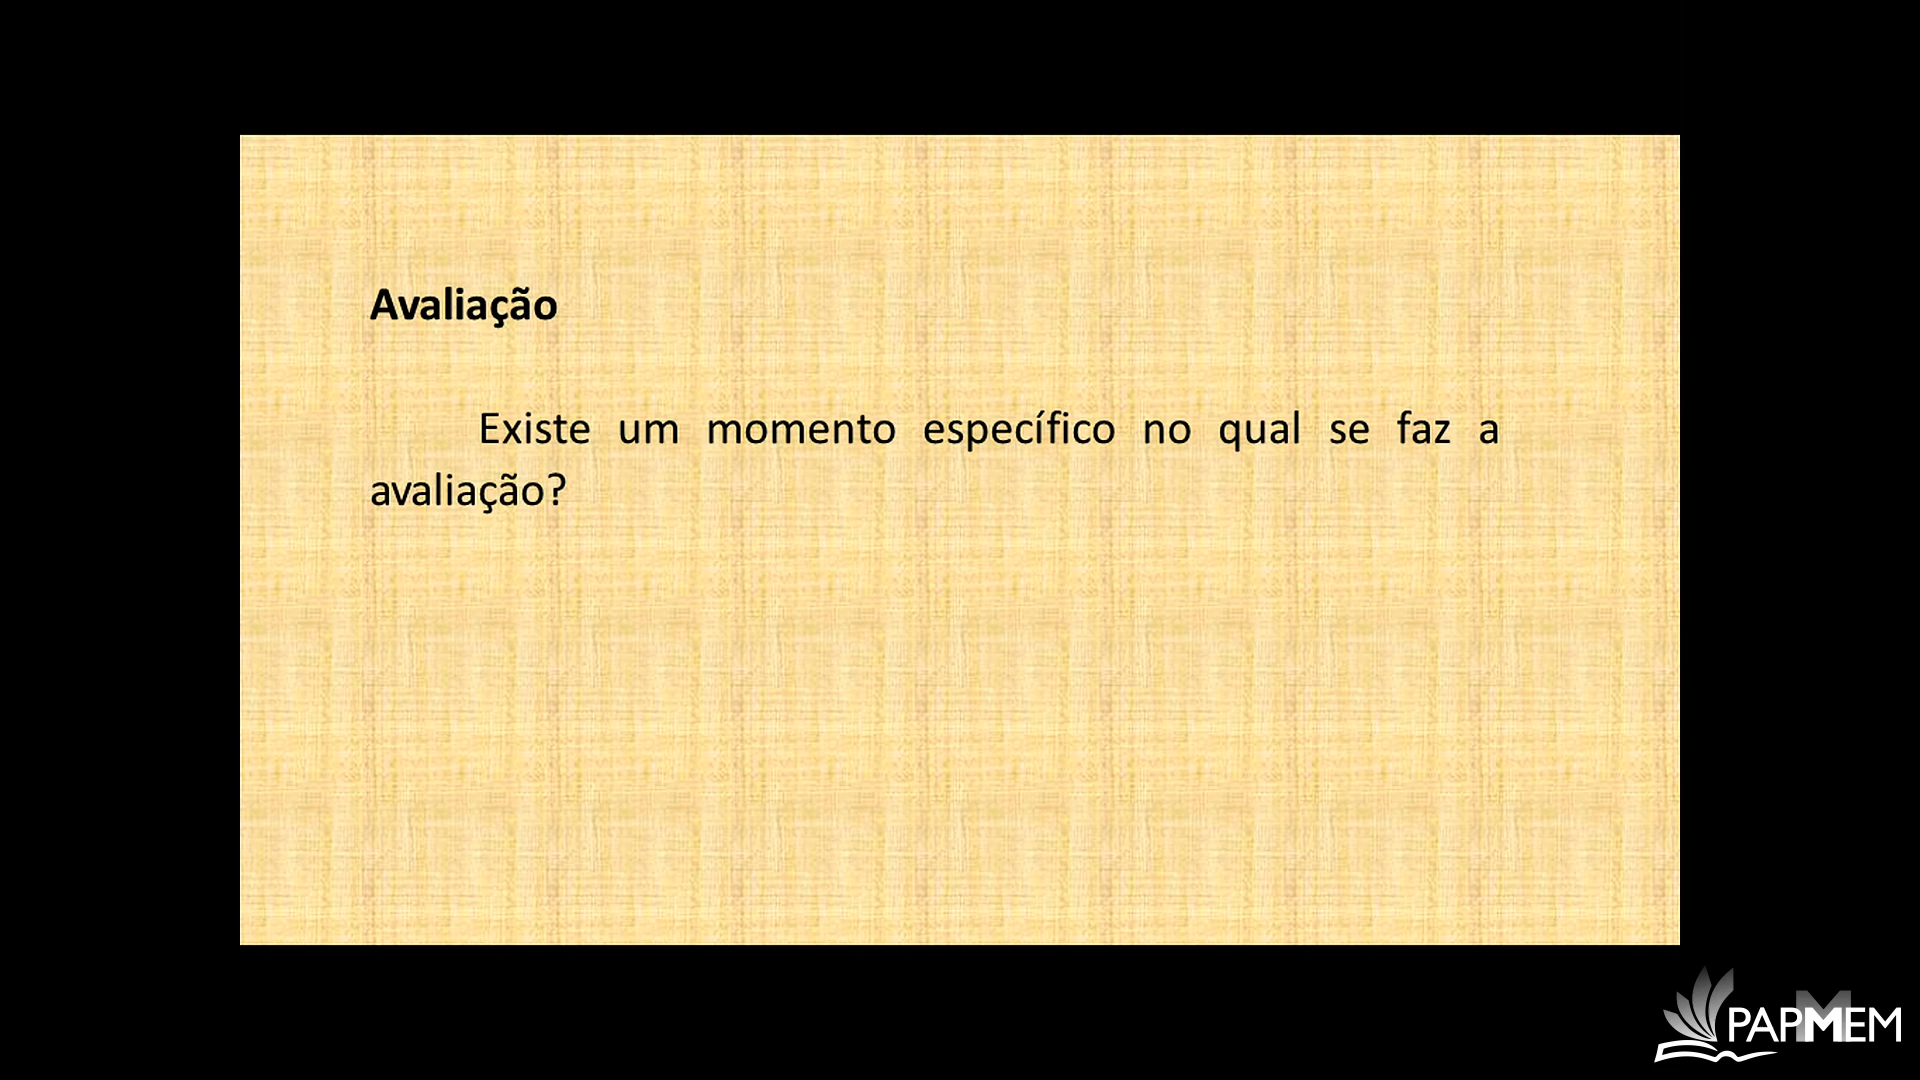 Avaliação
Existe um momento específico no qual se faz a
avaliação?
PAPMEM